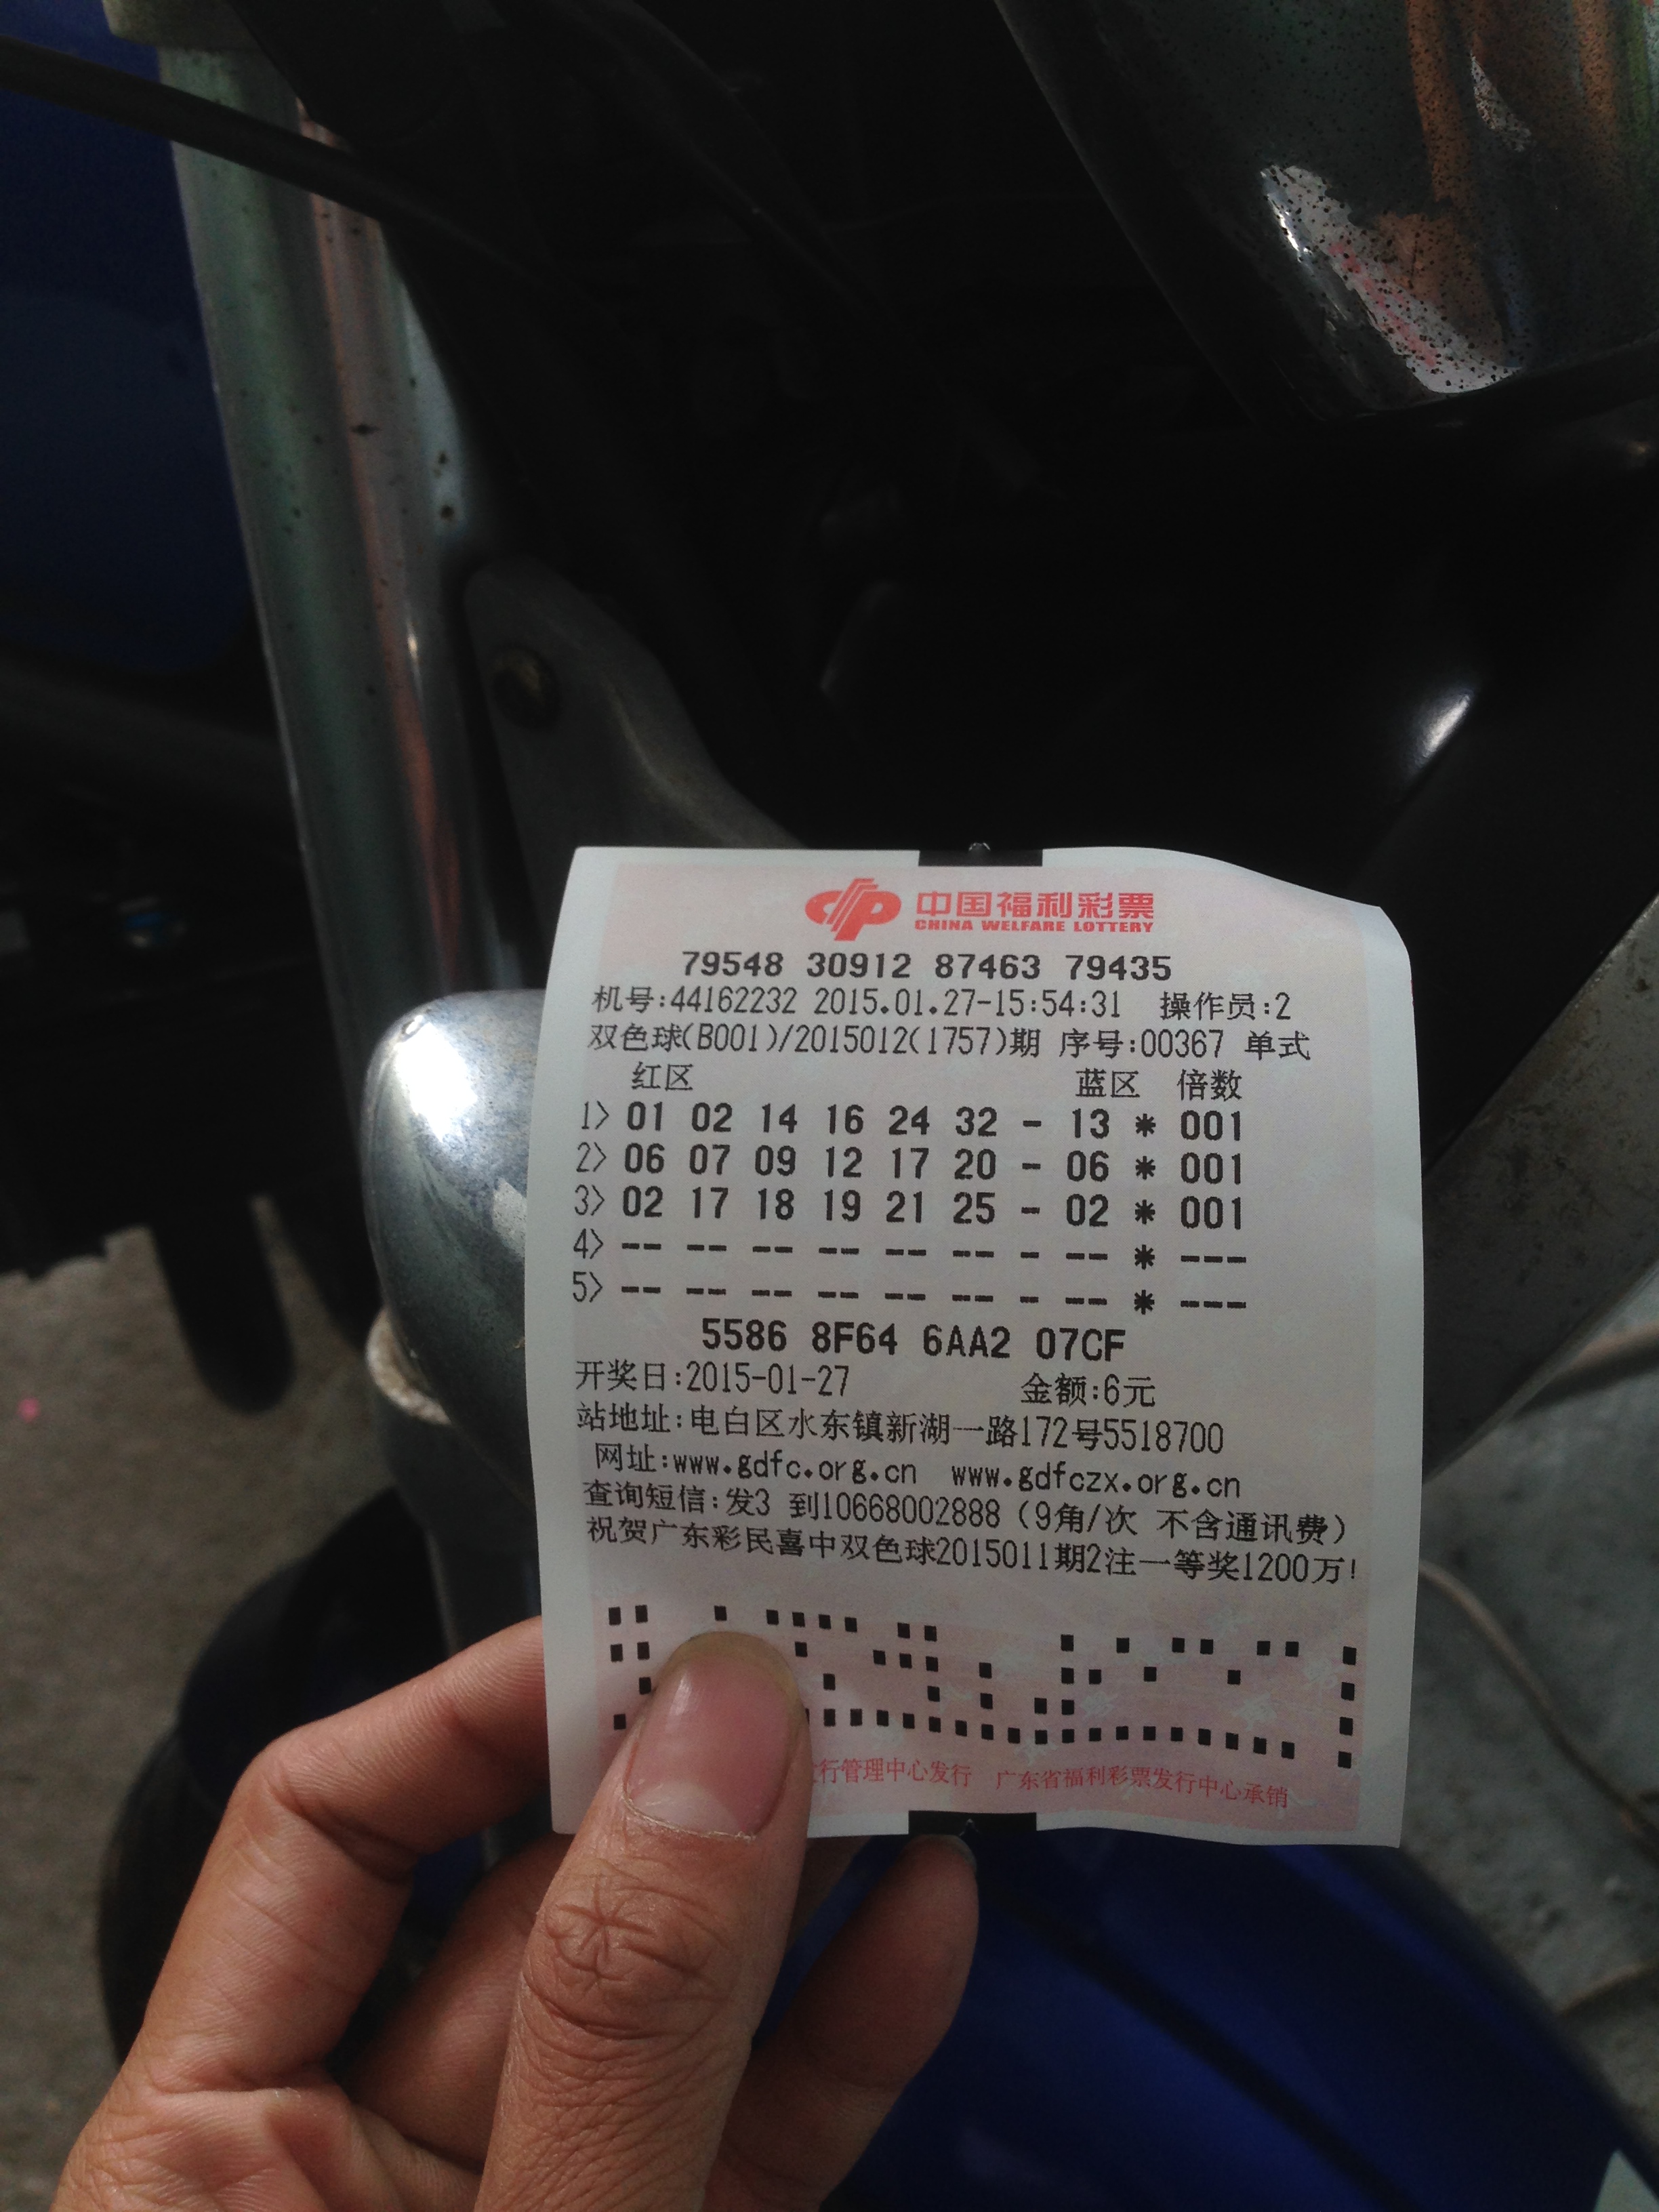 中国福利彩票
CHINA WELFARE LOTTERY
79548 30912 87463 79435
机号:44162232 2015.01.27-15:54:31 操作员:2
双色球(B001)/2015012(1757)期 序号:00367 单式
红区 蓝区 倍数
1> 01 02 14 16 24 32 - 13 * 001
2> 06 07 09 12 17 20 - 06 * 001
3> 02 17 18 19 21 25 - 02 * 001
4> -- -- -- -- -- -- - -- * ---
5> -- -- -- -- -- -- - -- * ---
5586 8F64 6AA2 07CF
开奖日:2015-01-27 金额:6元
站地址:电白区水东镇新湖一路172号5518700
网址:www.gdfc.org.cn www.gdfczx.org.cn
查询短信:发3 到10668002888（9角/次 不含通讯费）
祝贺广东彩民喜中双色球2015011期2注一等奖1200万!
行管理中心发行 广东省福利彩票发行中心承销